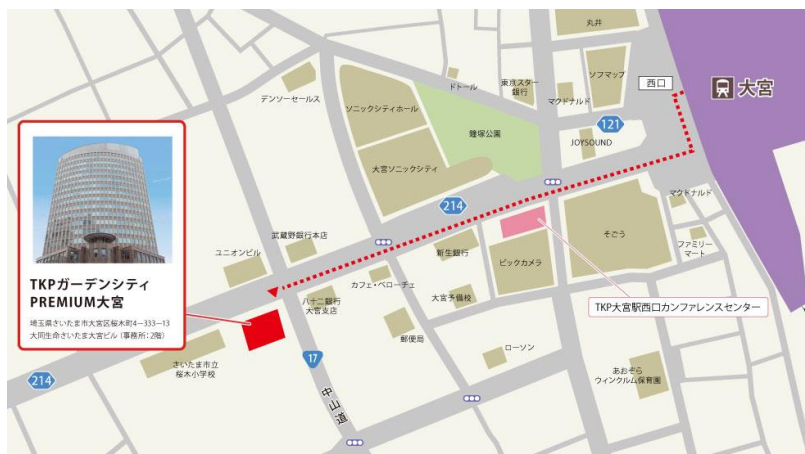 丸井
ソフマップ
西口
大宮
東京スター
銀行
ドトール
マクドナルド
デンソーセールス
ソニックシティホール
鐘塚公園
121
JOYSOUND
大宮ソニックシティ
214
マクドナルド
そごう
ファミリー
マート
武蔵野銀行本店
ユニオンビル
新生銀行
ビックカメラ
カフェ・ベローチェ
大宮予備校
八十二銀行
大宮支店
TKP大宮駅西口カンファレンスセンター
TKPガーデンシティ
PREMIUM大宮
埼玉県さいたま市大宮区桜木町4-333-13
大同生命さいたま大宮ビル（事務所:2階）
郵便局
ローソン
さいたま市立
桜木小学校
17
214
中山道
あおぞら
ウィンクルム保育園